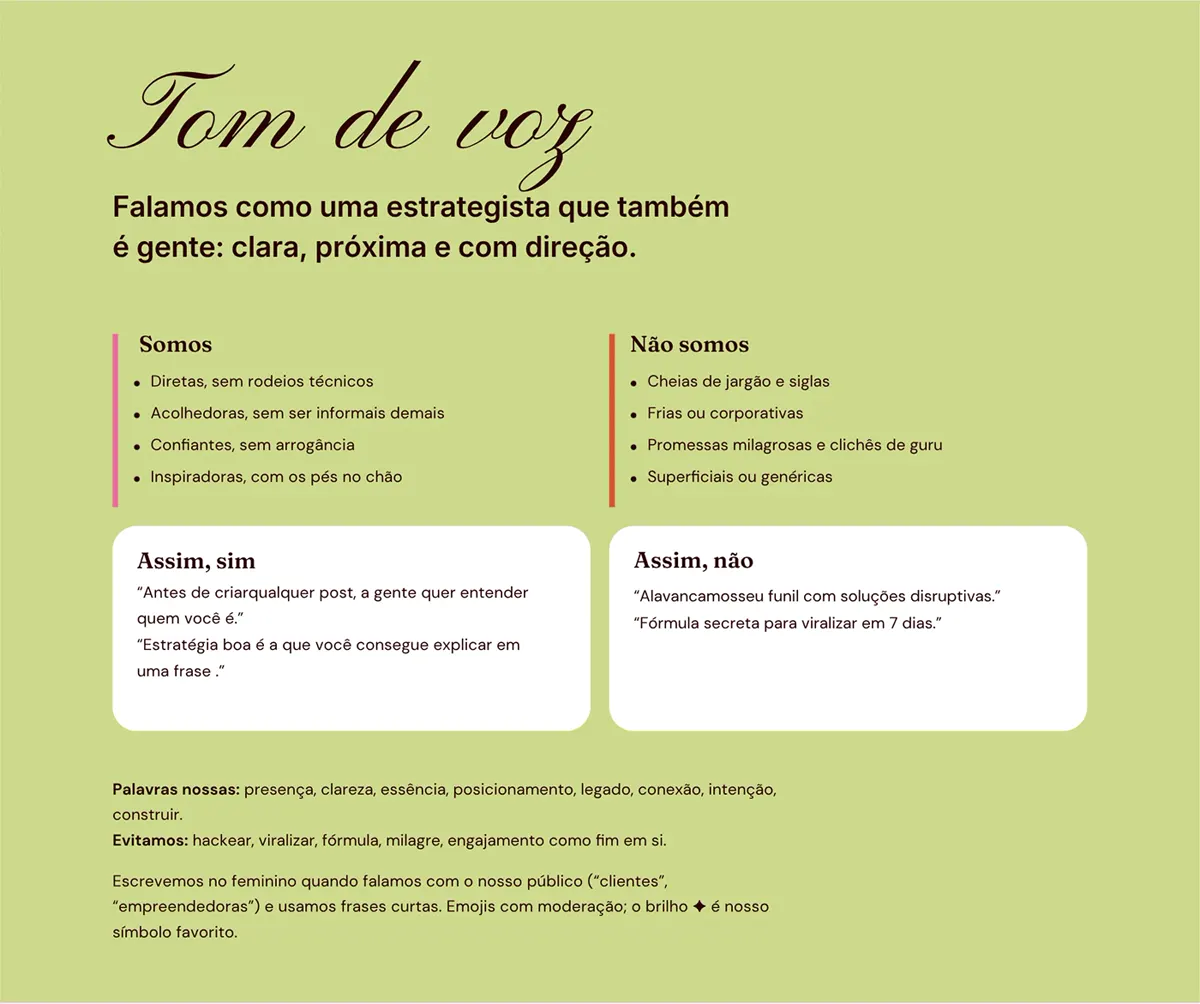 Tom de voz
Falamos como uma estrategista que também
é gente: clara, próxima e com direção.
Somos
• Diretas, sem rodeios técnicos
• Acolhedoras, sem ser informais demais
• Confiantes, sem arrogância
• Inspiradoras, com os pés no chão
Não somos
• Cheias de jargão e siglas
• Frias ou corporativas
• Promessas milagrosas e clichês de guru
• Superficiais ou genéricas
Assim, sim
“Antes de criarqualquer post, a gente quer entender
quem você é.”
“Estratégia boa é a que você consegue explicar em
uma frase .”
Assim, não
“Alavancamosseu funil com soluções disruptivas.”
“Fórmula secreta para viralizar em 7 dias.”
Palavras nossas: presença, clareza, essência, posicionamento, legado, conexão, intenção,
construir.
Evitamos: hackear, viralizar, fórmula, milagre, engajamento como fim em si.
Escrevemos no feminino quando falamos com o nosso público (“clientes”,
“empreendedoras”) e usamos frases curtas. Emojis com moderação; o brilho ✦ é nosso
símbolo favorito.